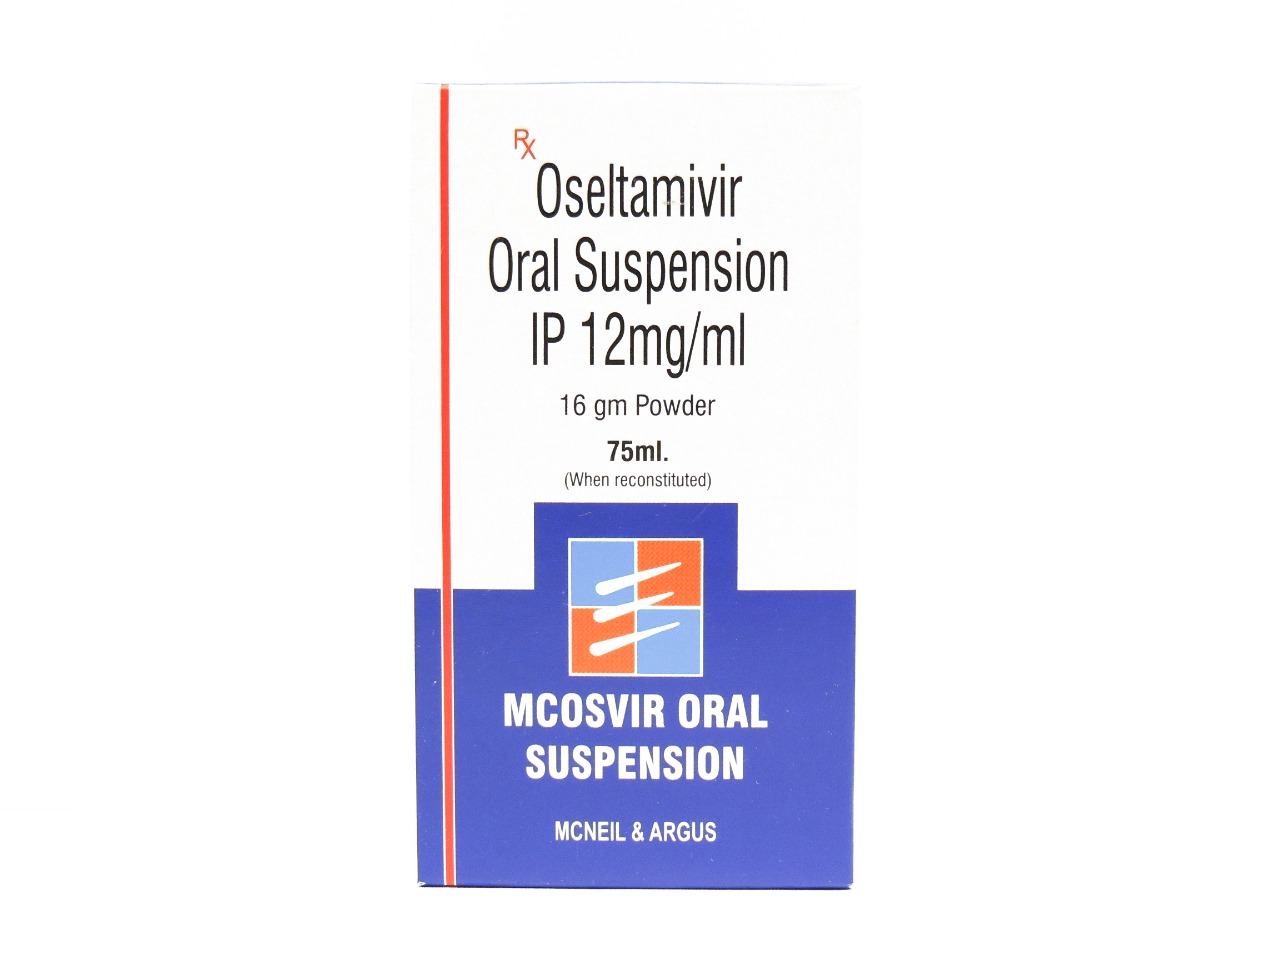 Rx
Oseltamivir
Oral Suspension
IP 12mg/ml
16 gm Powder
75ml.
(When reconstituted)
MCOSVIR ORAL
SUSPENSION
MCNEIL & ARGUS